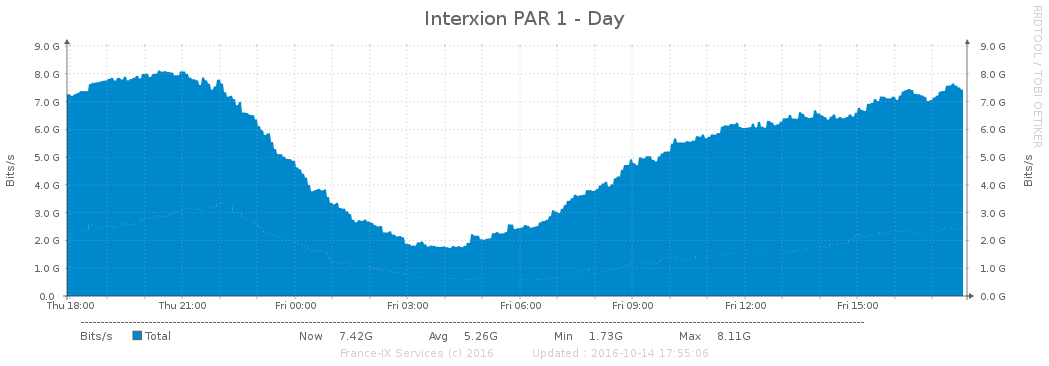 Interxion PAR 1 - Day
RRDTOOL / TOBI OETIKER
Bits/s
9.0 G
8.0 G
7.0 G
6.0 G
5.0 G
4.0 G
3.0 G
2.0 G
1.0 G
0.0
9.0 G
8.0 G
7.0 G
6.0 G
5.0 G
4.0 G
3.0 G
2.0 G
1.0 G
0.0 G
Bits/s
Thu 18:00 Thu 21:00 Fri 00:00 Fri 03:00 Fri 06:00 Fri 09:00 Fri 12:00 Fri 15:00
Bits/s Total Now 7.42G Avg 5.26G Min 1.73G Max 8.11G
France-IX Services (c) 2016 Updated : 2016-10-14 17:55:06